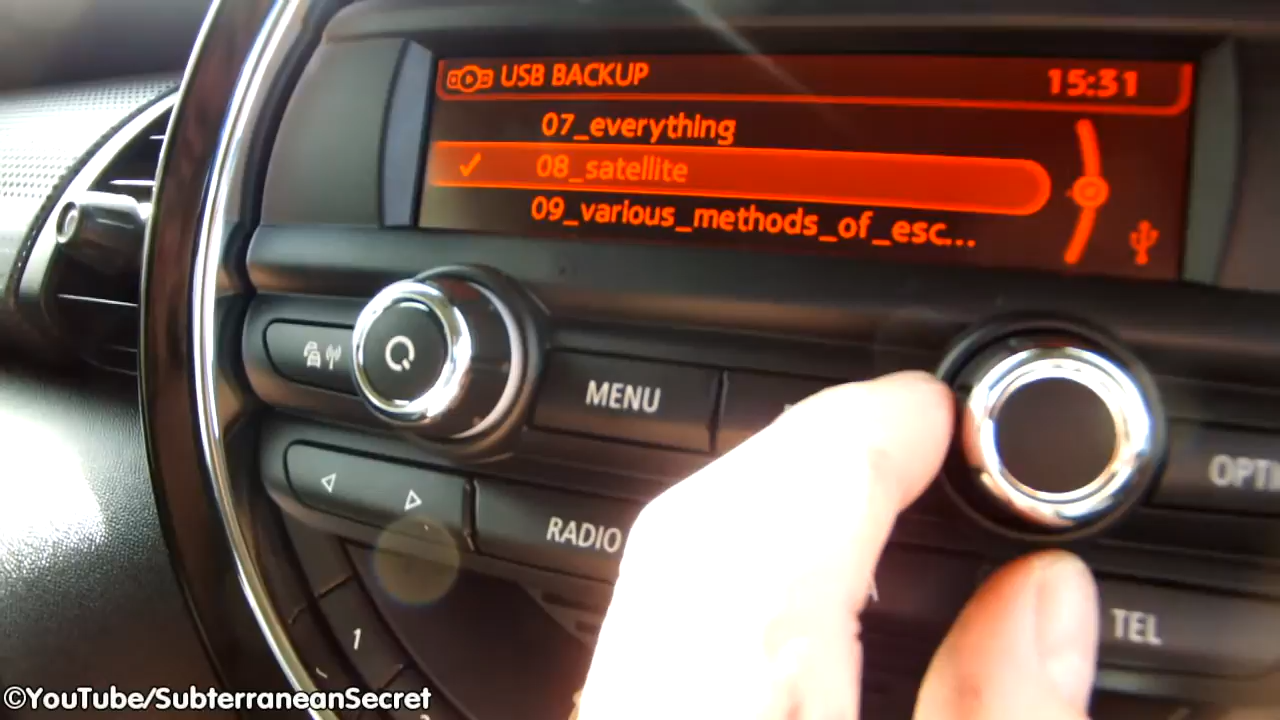 USB BACKUP 15:31
07_everything
✓ 08_satellite
09_various_methods_of_esc...
MENU
RADIO
OPTI
TEL
1
©YouTube/SubterraneanSecret